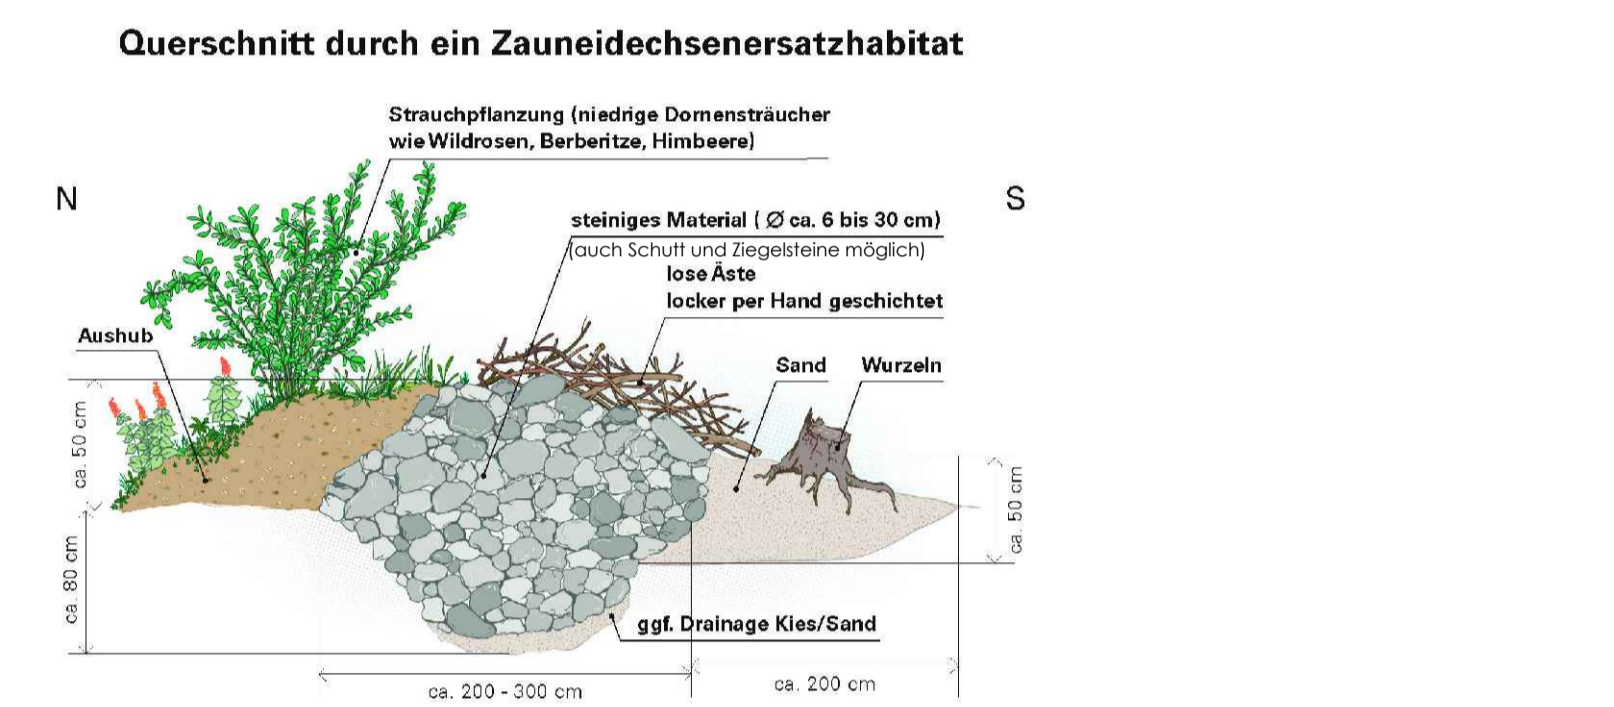 Querschnitt durch ein Zauneidechsenersatzhabitat
Strauchpflanzung (niedrige Dornensträucher
wie Wildrosen, Berberitze, Himbeere)
N
S
steiniges Material ( Ø ca. 6 bis 30 cm)
(auch Schutt und Ziegelsteine möglich)
lose Äste
locker per Hand geschichtet
Aushub
Sand
Wurzeln
ca. 50 cm
ca. 50 cm
ca. 80 cm
ggf. Drainage Kies/Sand
ca. 200 - 300 cm
ca. 200 cm